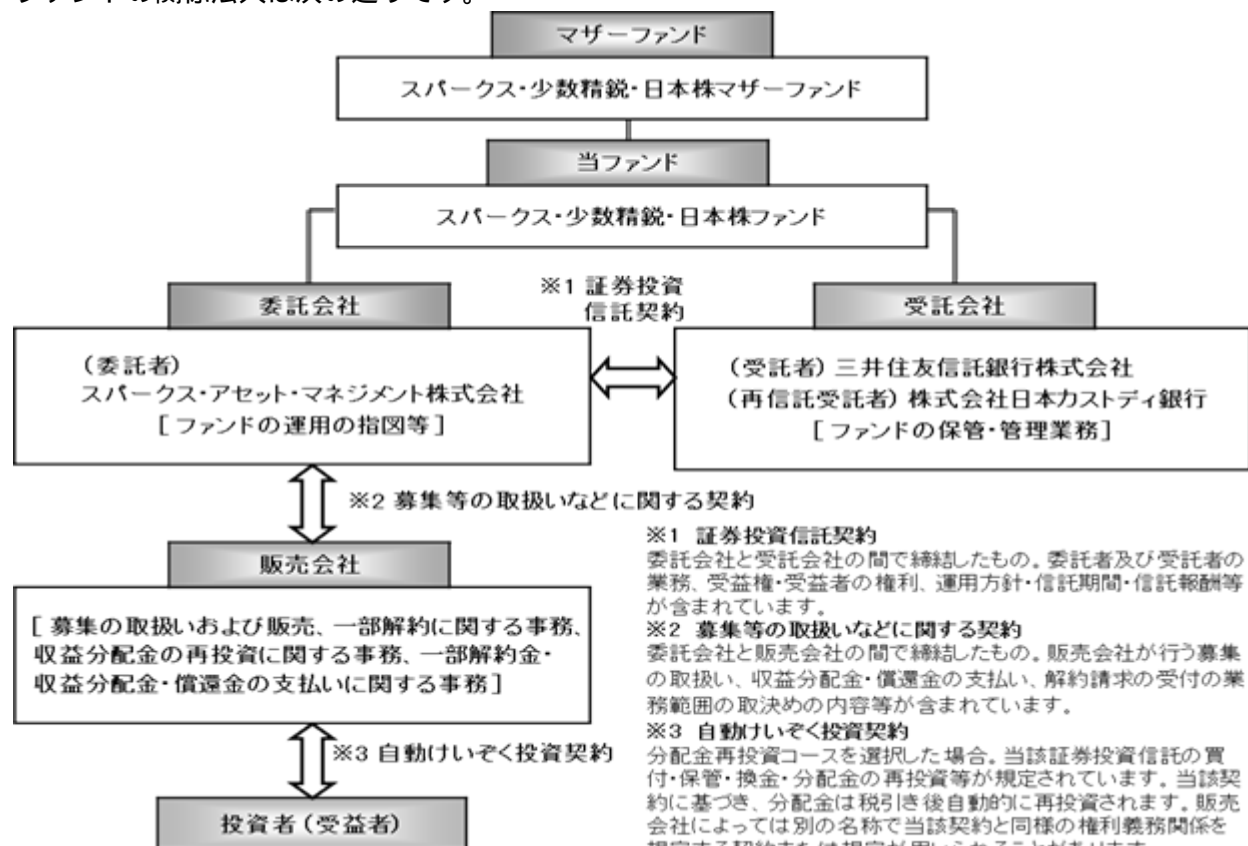 マザーファンド
スパークス・少数精鋭・日本株マザーファンド
当ファンド
スパークス・少数精鋭・日本株ファンド
※1 証券投資
信託契約
委託会社
(委託者)
スパークス・アセット・マネジメント株式会社
[ファンドの運用の指図等]
受託会社
(受託者) 三井住友信託銀行株式会社
(再信託受託者) 株式会社日本カストディ銀行
[ファンドの保管・管理業務]
※2 募集等の取扱いなどに関する契約
販売会社
[ 募集の取扱いおよび販売、一部解約に関する事務、
収益分配金の再投資に関する事務、一部解約金・
収益分配金・償還金の支払いに関する事務]
※3 自動けいぞく投資契約
投資者(受益者)
※1 証券投資信託契約
委託会社と受託会社の間で締結したもの。委託者及び受託者の
業務、受益権・受益者の権利、運用方針・信託期間・信託報酬等
が含まれています。
※2 募集等の取扱いなどに関する契約
委託会社と販売会社の間で締結したもの。販売会社が行う募集
の取扱い、収益分配金・償還金の支払い、解約請求の受付の業
務範囲の取決めの内容等が含まれています。
※3 自動けいぞく投資契約
分配金再投資コースを選択した場合。当該証券投資信託の買
付・保管・換金・分配金の再投資等が規定されています。当該契
約に基づき、分配金は税引き後自動的に再投資されます。販売
会社によっては別の名称で当該契約と同様の権利義務関係を